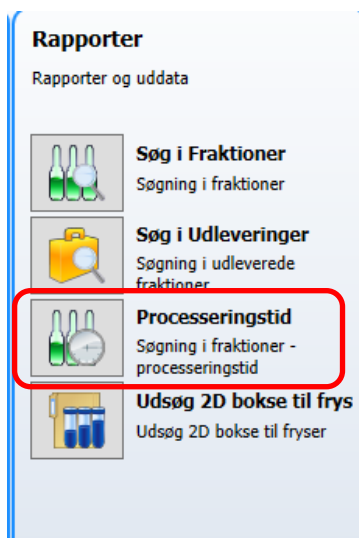 Rapporter
Rapporter og uddata
Søg i Fraktioner
Søgning i fraktioner
Søg i Udleveringer
Søgning i udleverede
fraktioner
Processeringstid
Søgning i fraktioner -
processeringstid
Udsøg 2D bokse til frys
Udsøg 2D bokse til fryser